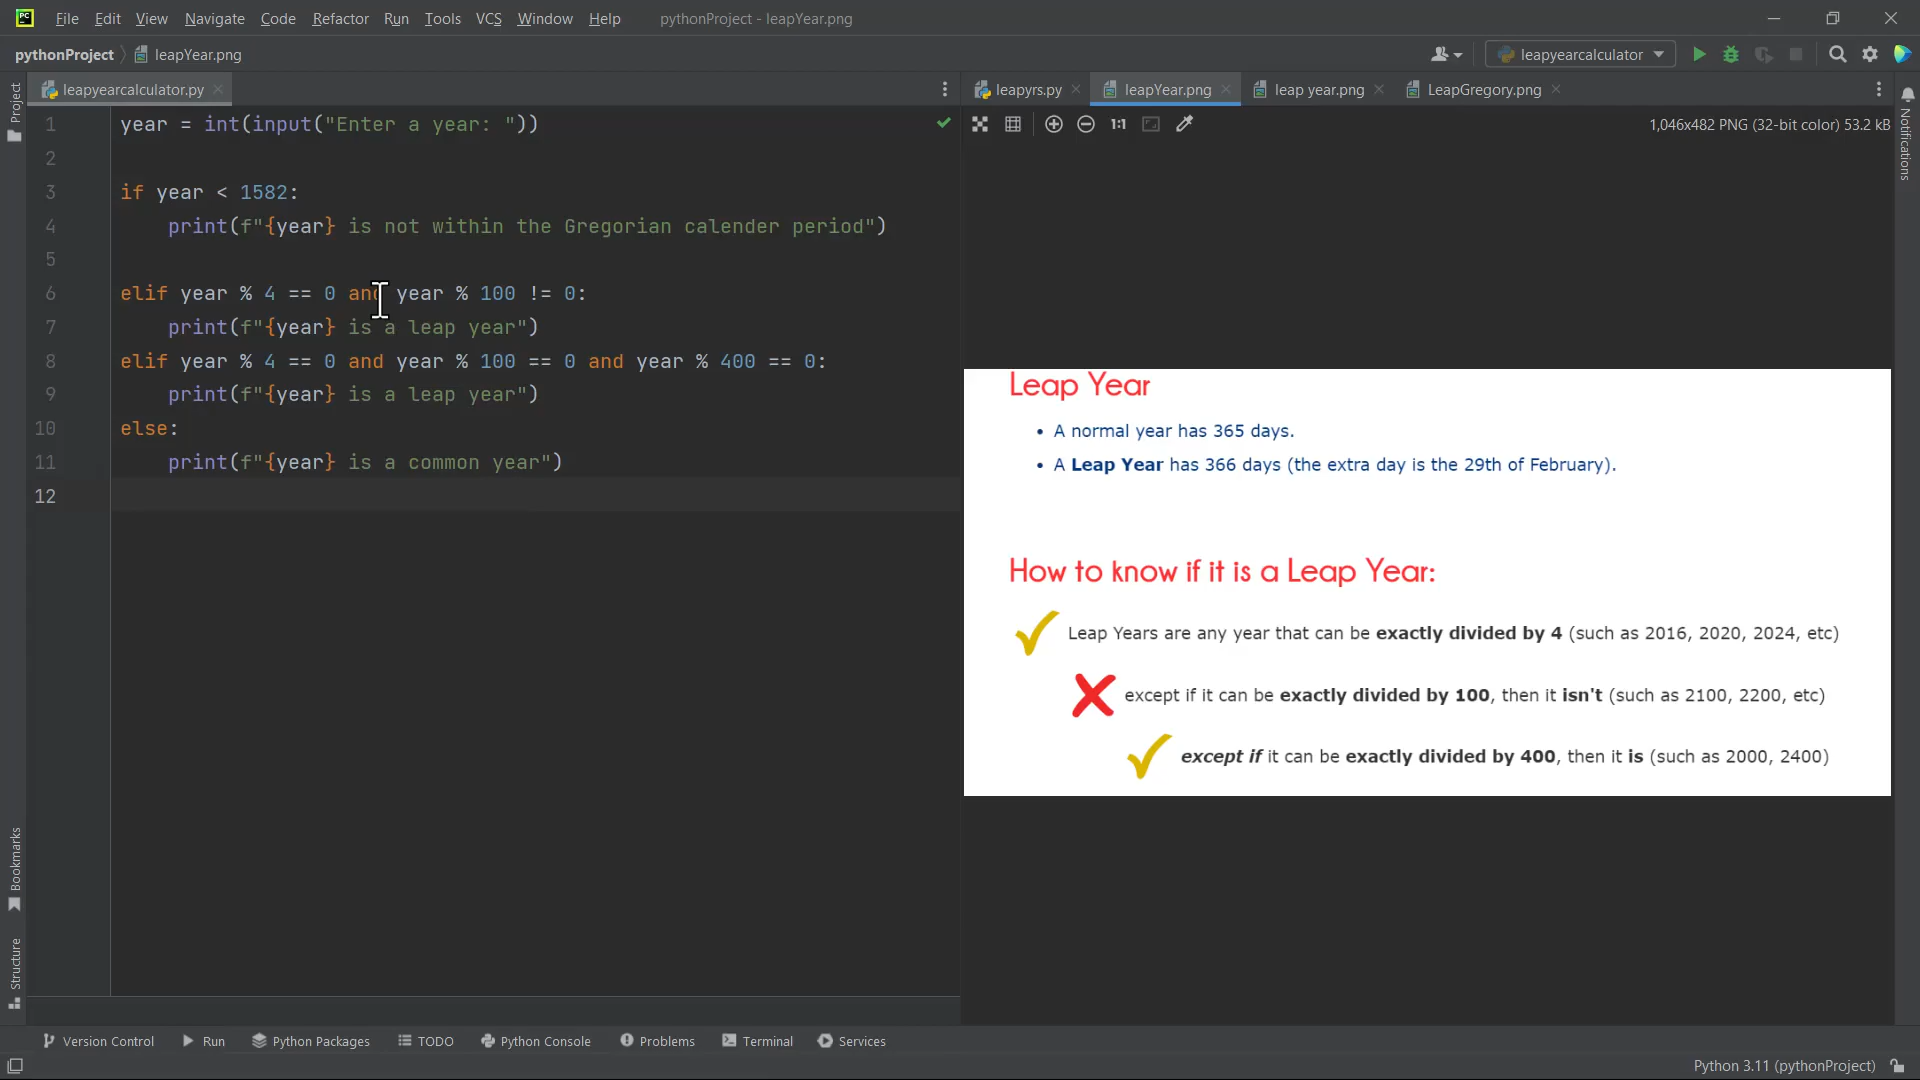 PC
File Edit View Navigate Code Refactor Run Tools VCS Window Help pythonProject - leapYear.png
pythonProject leapYear.png
leapyearcalculator
leapyearcalculator.py
leapyrs.py leapYear.png leap year.png LeapGregory.png
1,046x482 PNG (32-bit color) 53.2 kB
1:1
Project
Bookmarks
Structure
Notifications
1 year = int(input("Enter a year: "))
2
3 if year < 1582:
4 print(f"{year} is not within the Gregorian calender period")
5
6 elif year % 4 == 0 and year % 100 != 0:
7 print(f"{year} is a leap year")
8 elif year % 4 == 0 and year % 100 == 0 and year % 400 == 0:
9 print(f"{year} is a leap year")
10 else:
11 print(f"{year} is a common year")
12
Leap Year
• A normal year has 365 days.
• A Leap Year has 366 days (the extra day is the 29th of February).
How to know if it is a Leap Year:
Leap Years are any year that can be exactly divided by 4 (such as 2016, 2020, 2024, etc)
except if it can be exactly divided by 100, then it isn't (such as 2100, 2200, etc)
except if it can be exactly divided by 400, then it is (such as 2000, 2400)
Version Control Run Python Packages TODO Python Console Problems Terminal Services
Python 3.11 (pythonProject)